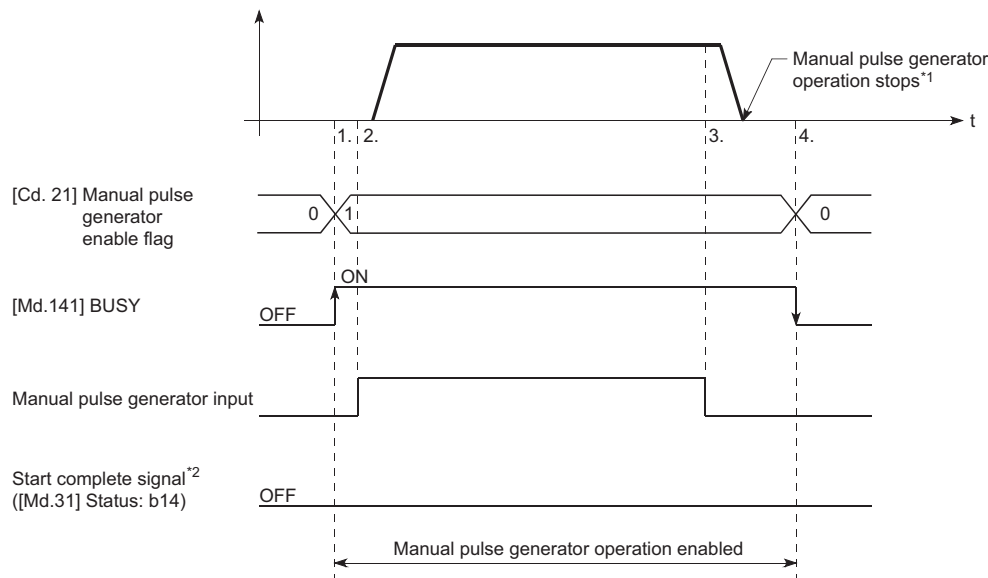 Manual pulse generator
operation stops*1
t
1. 2. 3. 4.
[Cd. 21] Manual pulse
generator
enable flag
0 1 0
ON
[Md.141] BUSY
OFF
Manual pulse generator input
Start complete signal*2
([Md.31] Status: b14)
OFF
Manual pulse generator operation enabled